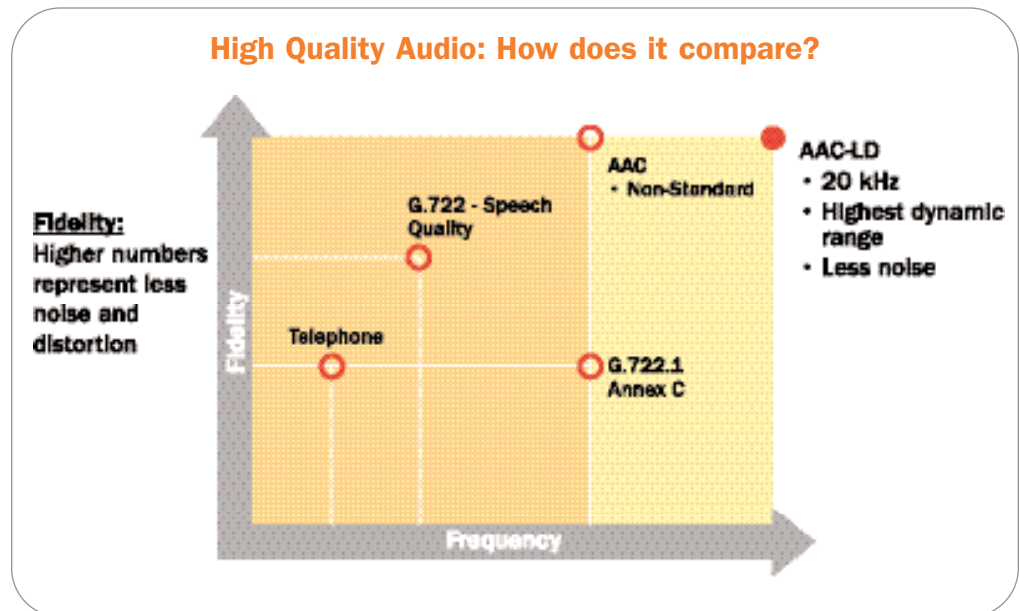 High Quality Audio: How does it compare?
Fidelity:
Higher numbers
represent less
noise and
distortion
Fidelity
G.722 - Speech
Quality
Telephone
AAC
• Non-Standard
G.722.1
Annex C
AAC-LD
• 20 kHz
• Highest dynamic
range
• Less noise
Frequency